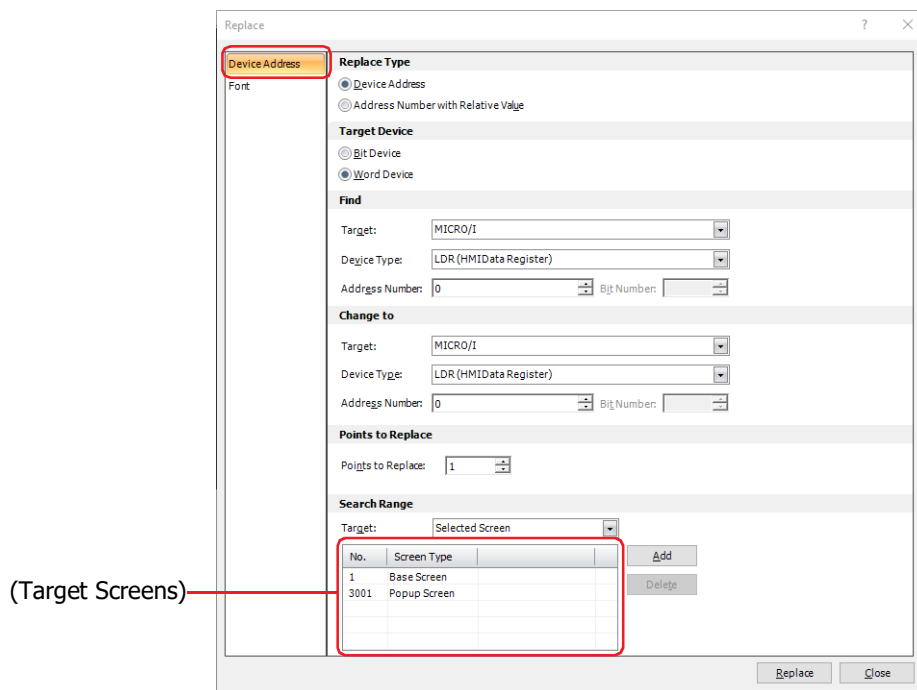 Replace ? ×
Device Address
Font
Replace Type
Device Address
Address Number with Relative Value
Target Device
Bit Device
Word Device
Find
Target: MICRO/I
Device Type: LDR (HMIData Register)
Address Number: 0 Bit Number:
Change to
Target: MICRO/I
Device Type: LDR (HMIData Register)
Address Number: 0 Bit Number:
Points to Replace
Points to Replace: 1
Search Range
Target: Selected Screen
No. Screen Type Add
1 Base Screen
3001 Popup Screen Delete
(Target Screens)
Replace Close